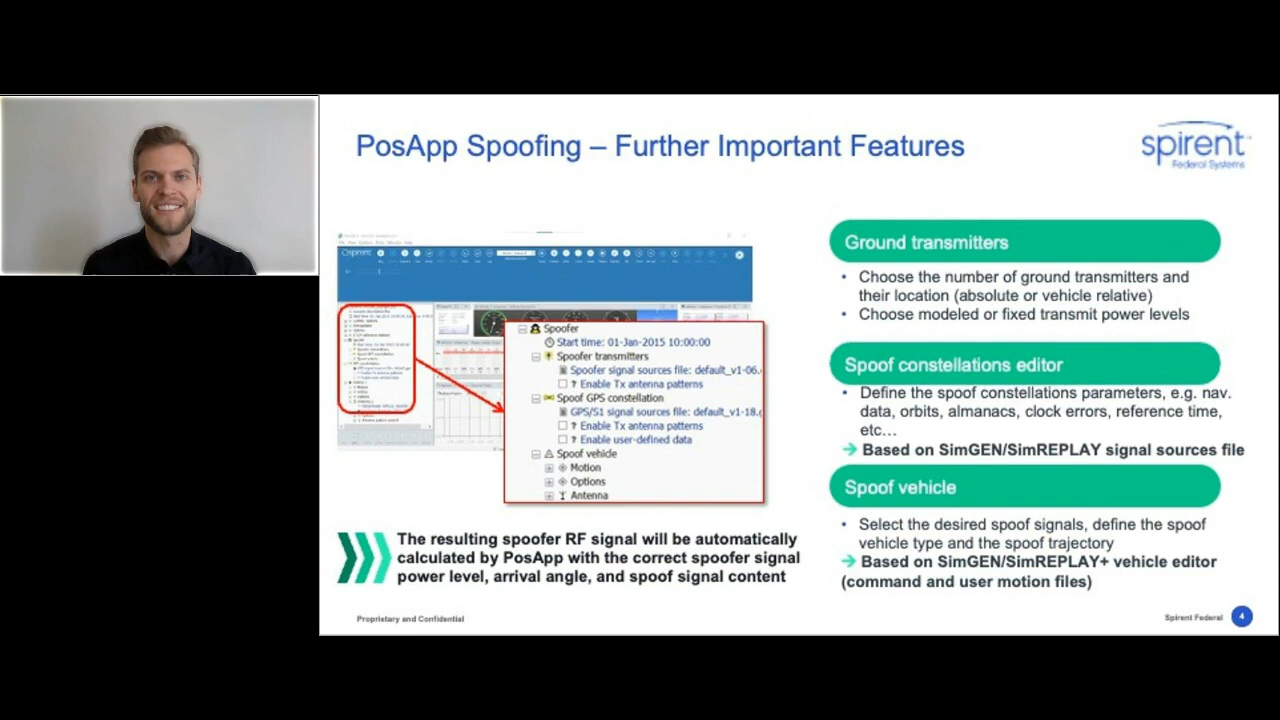 PosApp Spoofing – Further Important Features
spirent™
Federal Systems
spirent
Spoofer
Start time: 01-Jan-2015 10:00:00
Spoofer transmitters
Spoofer signal sources file: default_v1-06.
? Enable Tx antenna patterns
Spoof GPS constellation
GPS/S1 signal sources file: default_v1-18.
? Enable Tx antenna patterns
? Enable user-defined data
Spoof vehicle
Motion
Options
Antenna
The resulting spoofer RF signal will be automatically
calculated by PosApp with the correct spoofer signal
power level, arrival angle, and spoof signal content
Ground transmitters
• Choose the number of ground transmitters and
their location (absolute or vehicle relative)
• Choose modeled or fixed transmit power levels
Spoof constellations editor
• Define the spoof constellations parameters, e.g. nav.
data, orbits, almanacs, clock errors, reference time,
etc…
→ Based on SimGEN/SimREPLAY signal sources file
Spoof vehicle
• Select the desired spoof signals, define the spoof
vehicle type and the spoof trajectory
→ Based on SimGEN/SimREPLAY+ vehicle editor
(command and user motion files)
Proprietary and Confidential
Spirent Federal
4